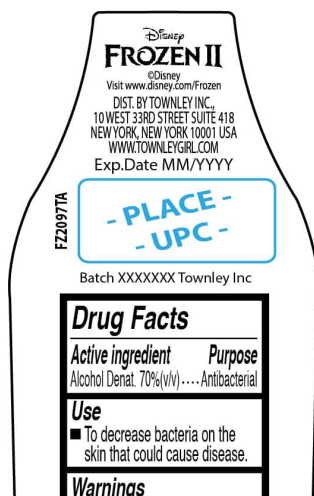 Disney
FROZEN II
©Disney
Visit www.disney.com/Frozen
DIST. BY TOWNLEY INC.,
10 WEST 33RD STREET SUITE 418
NEW YORK, NEW YORK 10001 USA
WWW.TOWNLEYGIRL.COM
Exp.Date MM/YYYY
FZ2097TA
- PLACE -
- UPC -
Batch XXXXXXX Townley Inc
Drug Facts
Active ingredient Purpose
Alcohol Denat. 70%(v/v)....Antibacterial
Use
■ To decrease bacteria on the
skin that could cause disease.
Warnings